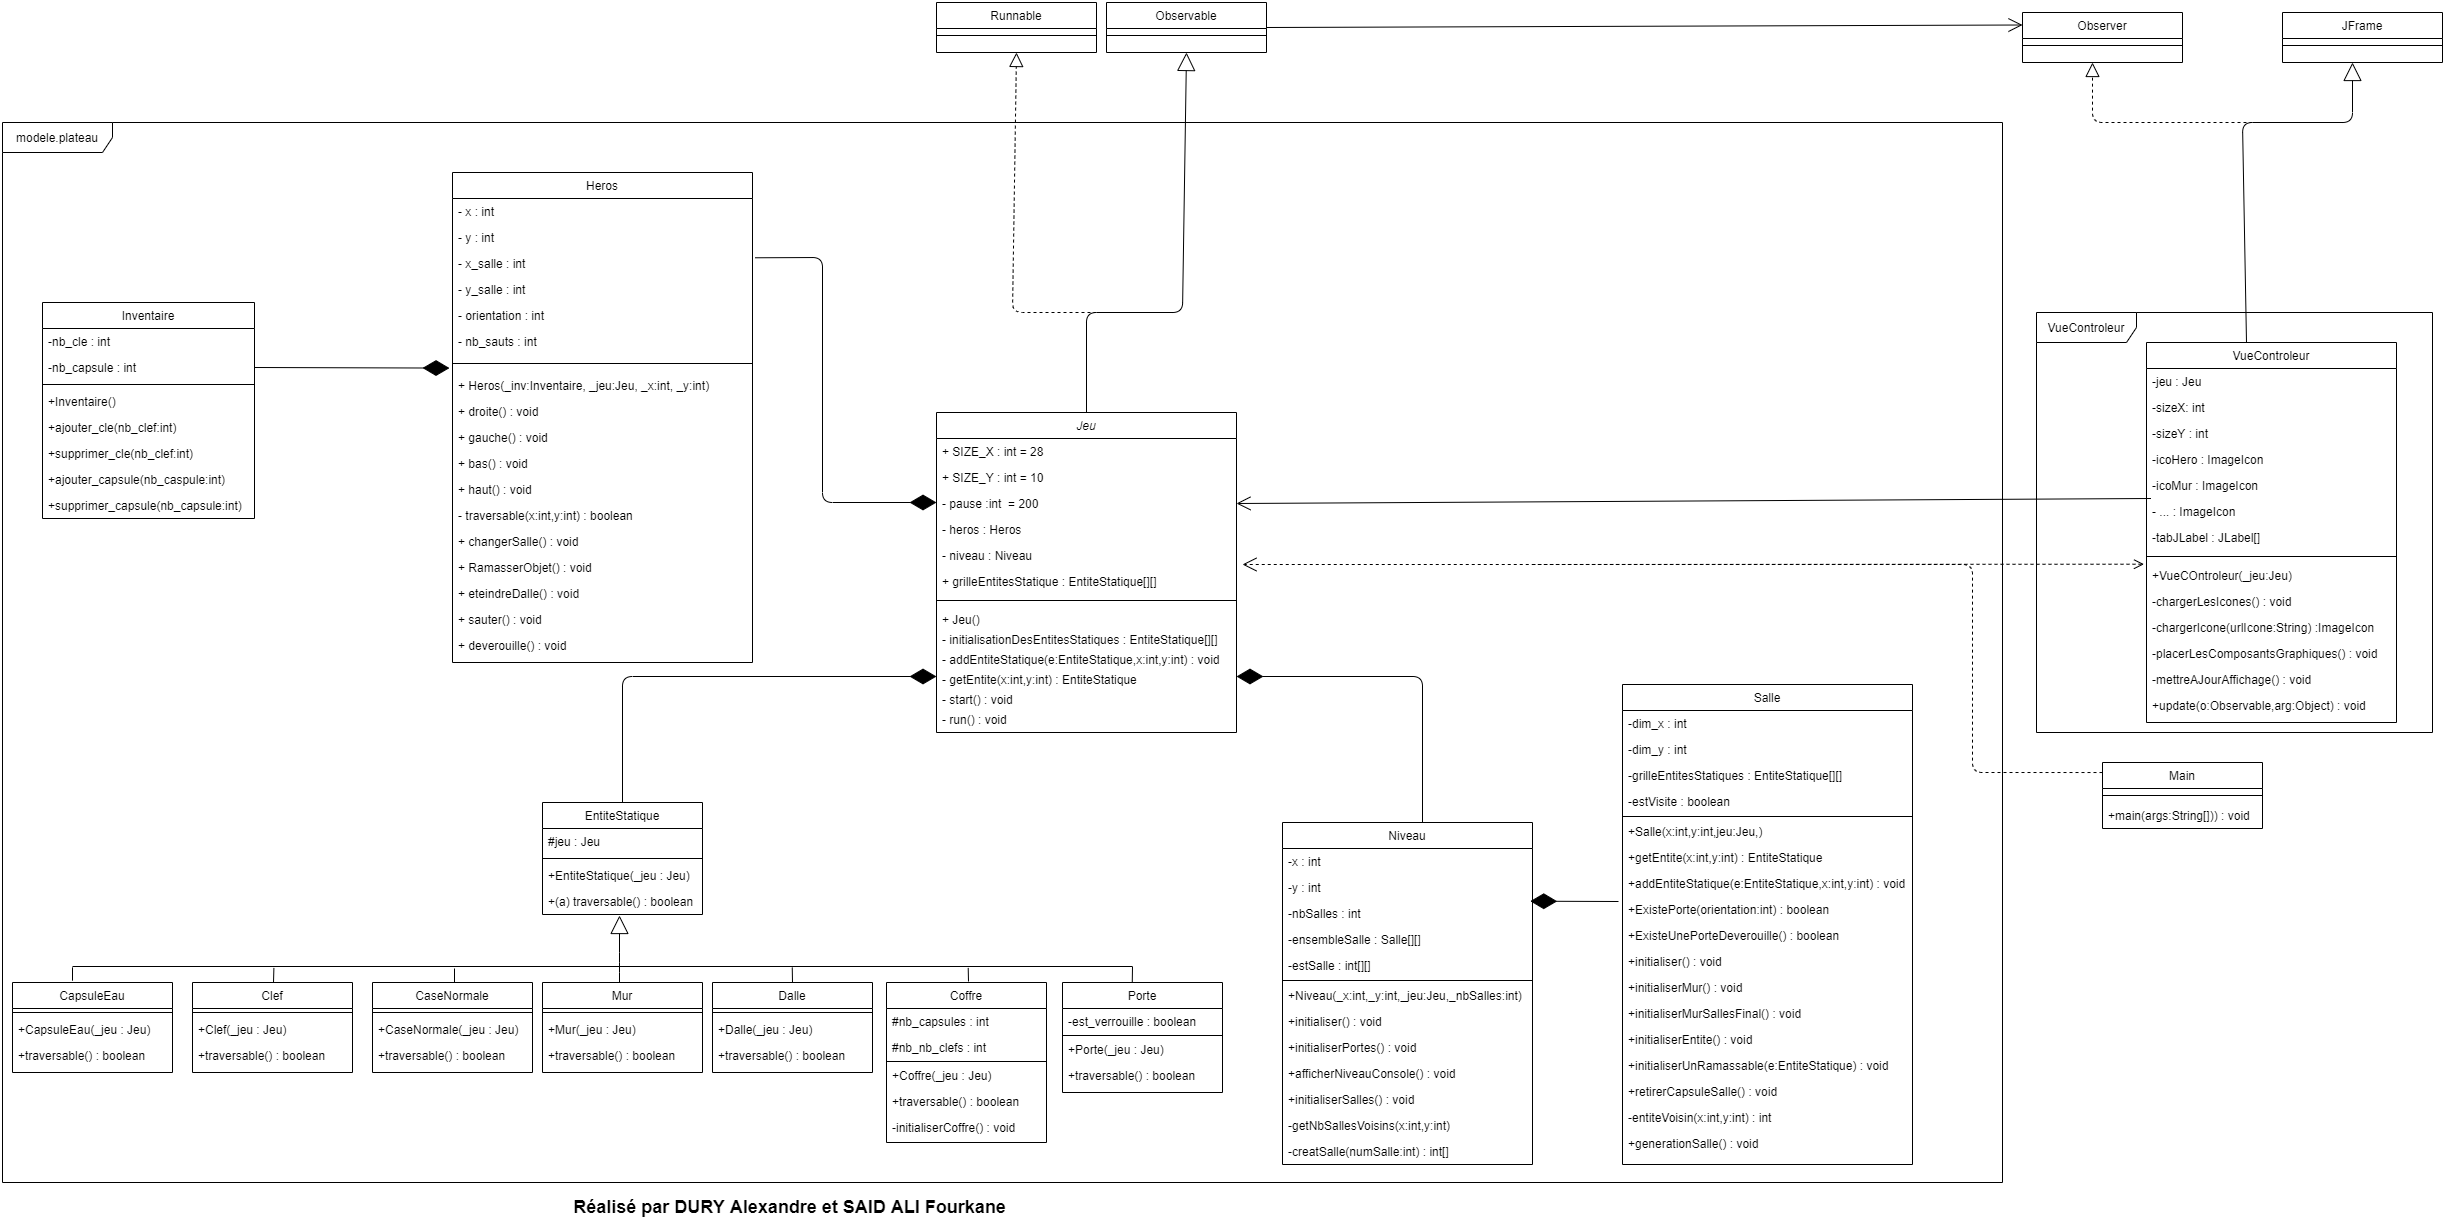 Runnable
Observable
Observer
JFrame
modele.plateau
Heros
- x : int
- y : int
- x_salle : int
- y_salle : int
- orientation : int
- nb_sauts : int
+ Heros(_inv:Inventaire, _jeu:Jeu, _x:int, _y:int)
+ droite() : void
+ gauche() : void
+ bas() : void
+ haut() : void
- traversable(x:int,y:int) : boolean
+ changerSalle() : void
+ RamasserObjet() : void
+ eteindreDalle() : void
+ sauter() : void
+ deverouille() : void
Inventaire
-nb_cle : int
-nb_capsule : int
+Inventaire()
+ajouter_cle(nb_clef:int)
+supprimer_cle(nb_clef:int)
+ajouter_capsule(nb_caspule:int)
+supprimer_capsule(nb_capsule:int)
Jeu
+ SIZE_X : int = 28
+ SIZE_Y : int = 10
- pause :int  = 200
- heros : Heros
- niveau : Niveau
+ grilleEntitesStatique : EntiteStatique[][]
+ Jeu()
- initialisationDesEntitesStatiques : EntiteStatique[][]
- addEntiteStatique(e:EntiteStatique,x:int,y:int) : void
- getEntite(x:int,y:int) : EntiteStatique
- start() : void
- run() : void
VueControleur
VueControleur
-jeu : Jeu
-sizeX: int
-sizeY : int
-icoHero : ImageIcon
-icoMur : ImageIcon
- ... : ImageIcon
-tabJLabel : JLabel[]
+VueCOntroleur(_jeu:Jeu)
-chargerLesIcones() : void
-chargerIcone(urlIcone:String) :ImageIcon
-placerLesComposantsGraphiques() : void
-mettreAJourAffichage() : void
+update(o:Observable,arg:Object) : void
Main
+main(args:String[])) : void
Salle
-dim_x : int
-dim_y : int
-grilleEntitesStatiques : EntiteStatique[][]
-estVisite : boolean
+Salle(x:int,y:int,jeu:Jeu,)
+getEntite(x:int,y:int) : EntiteStatique
+addEntiteStatique(e:EntiteStatique,x:int,y:int) : void
+ExistePorte(orientation:int) : boolean
+ExisteUnePorteDeverouille() : boolean
+initialiser() : void
+initialiserMur() : void
+initialiserMurSallesFinal() : void
+initialiserEntite() : void
+initialiserUnRamassable(e:EntiteStatique) : void
+retirerCapsuleSalle() : void
-entiteVoisin(x:int,y:int) : int
+generationSalle() : void
Niveau
-x : int
-y : int
-nbSalles : int
-ensembleSalle : Salle[][]
-estSalle : int[][]
+Niveau(_x:int,_y:int,_jeu:Jeu,_nbSalles:int)
+initialiser() : void
+initialiserPortes() : void
+afficherNiveauConsole() : void
+initialiserSalles() : void
-getNbSallesVoisins(x:int,y:int)
-creatSalle(numSalle:int) : int[]
EntiteStatique
#jeu : Jeu
+EntiteStatique(_jeu : Jeu)
+(a) traversable() : boolean
CapsuleEau
+CapsuleEau(_jeu : Jeu)
+traversable() : boolean
Clef
+Clef(_jeu : Jeu)
+traversable() : boolean
CaseNormale
+CaseNormale(_jeu : Jeu)
+traversable() : boolean
Mur
+Mur(_jeu : Jeu)
+traversable() : boolean
Dalle
+Dalle(_jeu : Jeu)
+traversable() : boolean
Coffre
#nb_capsules : int
#nb_nb_clefs : int
+Coffre(_jeu : Jeu)
+traversable() : boolean
-initialiserCoffre() : void
Porte
-est_verrouille : boolean
+Porte(_jeu : Jeu)
+traversable() : boolean
Réalisé par DURY Alexandre et SAID ALI Fourkane